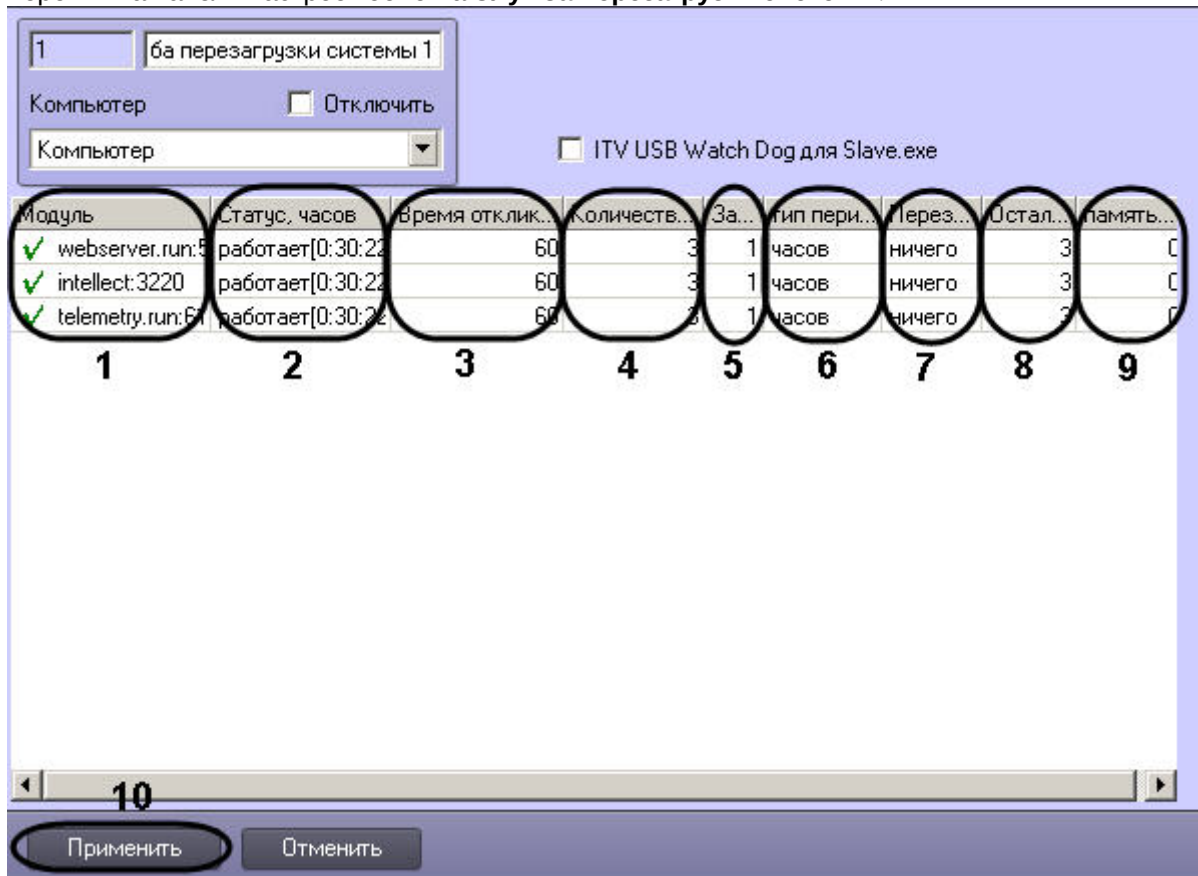 1 ба перезагрузки системы 1
Компьютер Отключить
Компьютер
ITV USB Watch Dog для Slave.exe
Модуль Статус, часов Время отклик... Количеств... За... тип пери... Перез... Остал... память...
webserver.run:5 работает[0:30:22 60 3 1 часов ничего 3 0
intellect:3220 работает[0:30:22 60 3 1 часов ничего 3 0
telemetry.run:61 работает[0:30:22 60 3 1 часов ничего 3 0
1 2 3 4 5 6 7 8 9
10
Применить Отменить